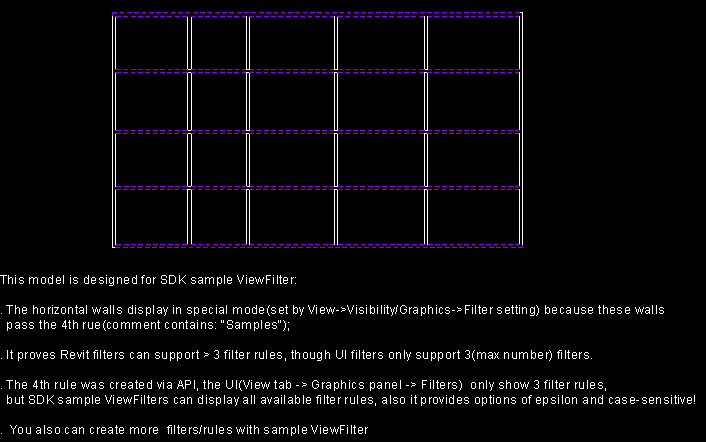 This model is designed for SDK sample ViewFilter:
. The horizontal walls display in special mode(set by View->Visibility/Graphics->Filter setting) because these walls
pass the 4th rue(comment contains: "Samples");
. It proves Revit filters can support > 3 filter rules, though UI filters only support 3(max number) filters.
. The 4th rule was created via API, the UI(View tab -> Graphics panel -> Filters)  only show 3 filter rules,
but SDK sample ViewFilters can display all available filter rules, also it provides options of epsilon and case-sensitive!
.  You also can create more  filters/rules with sample ViewFilter